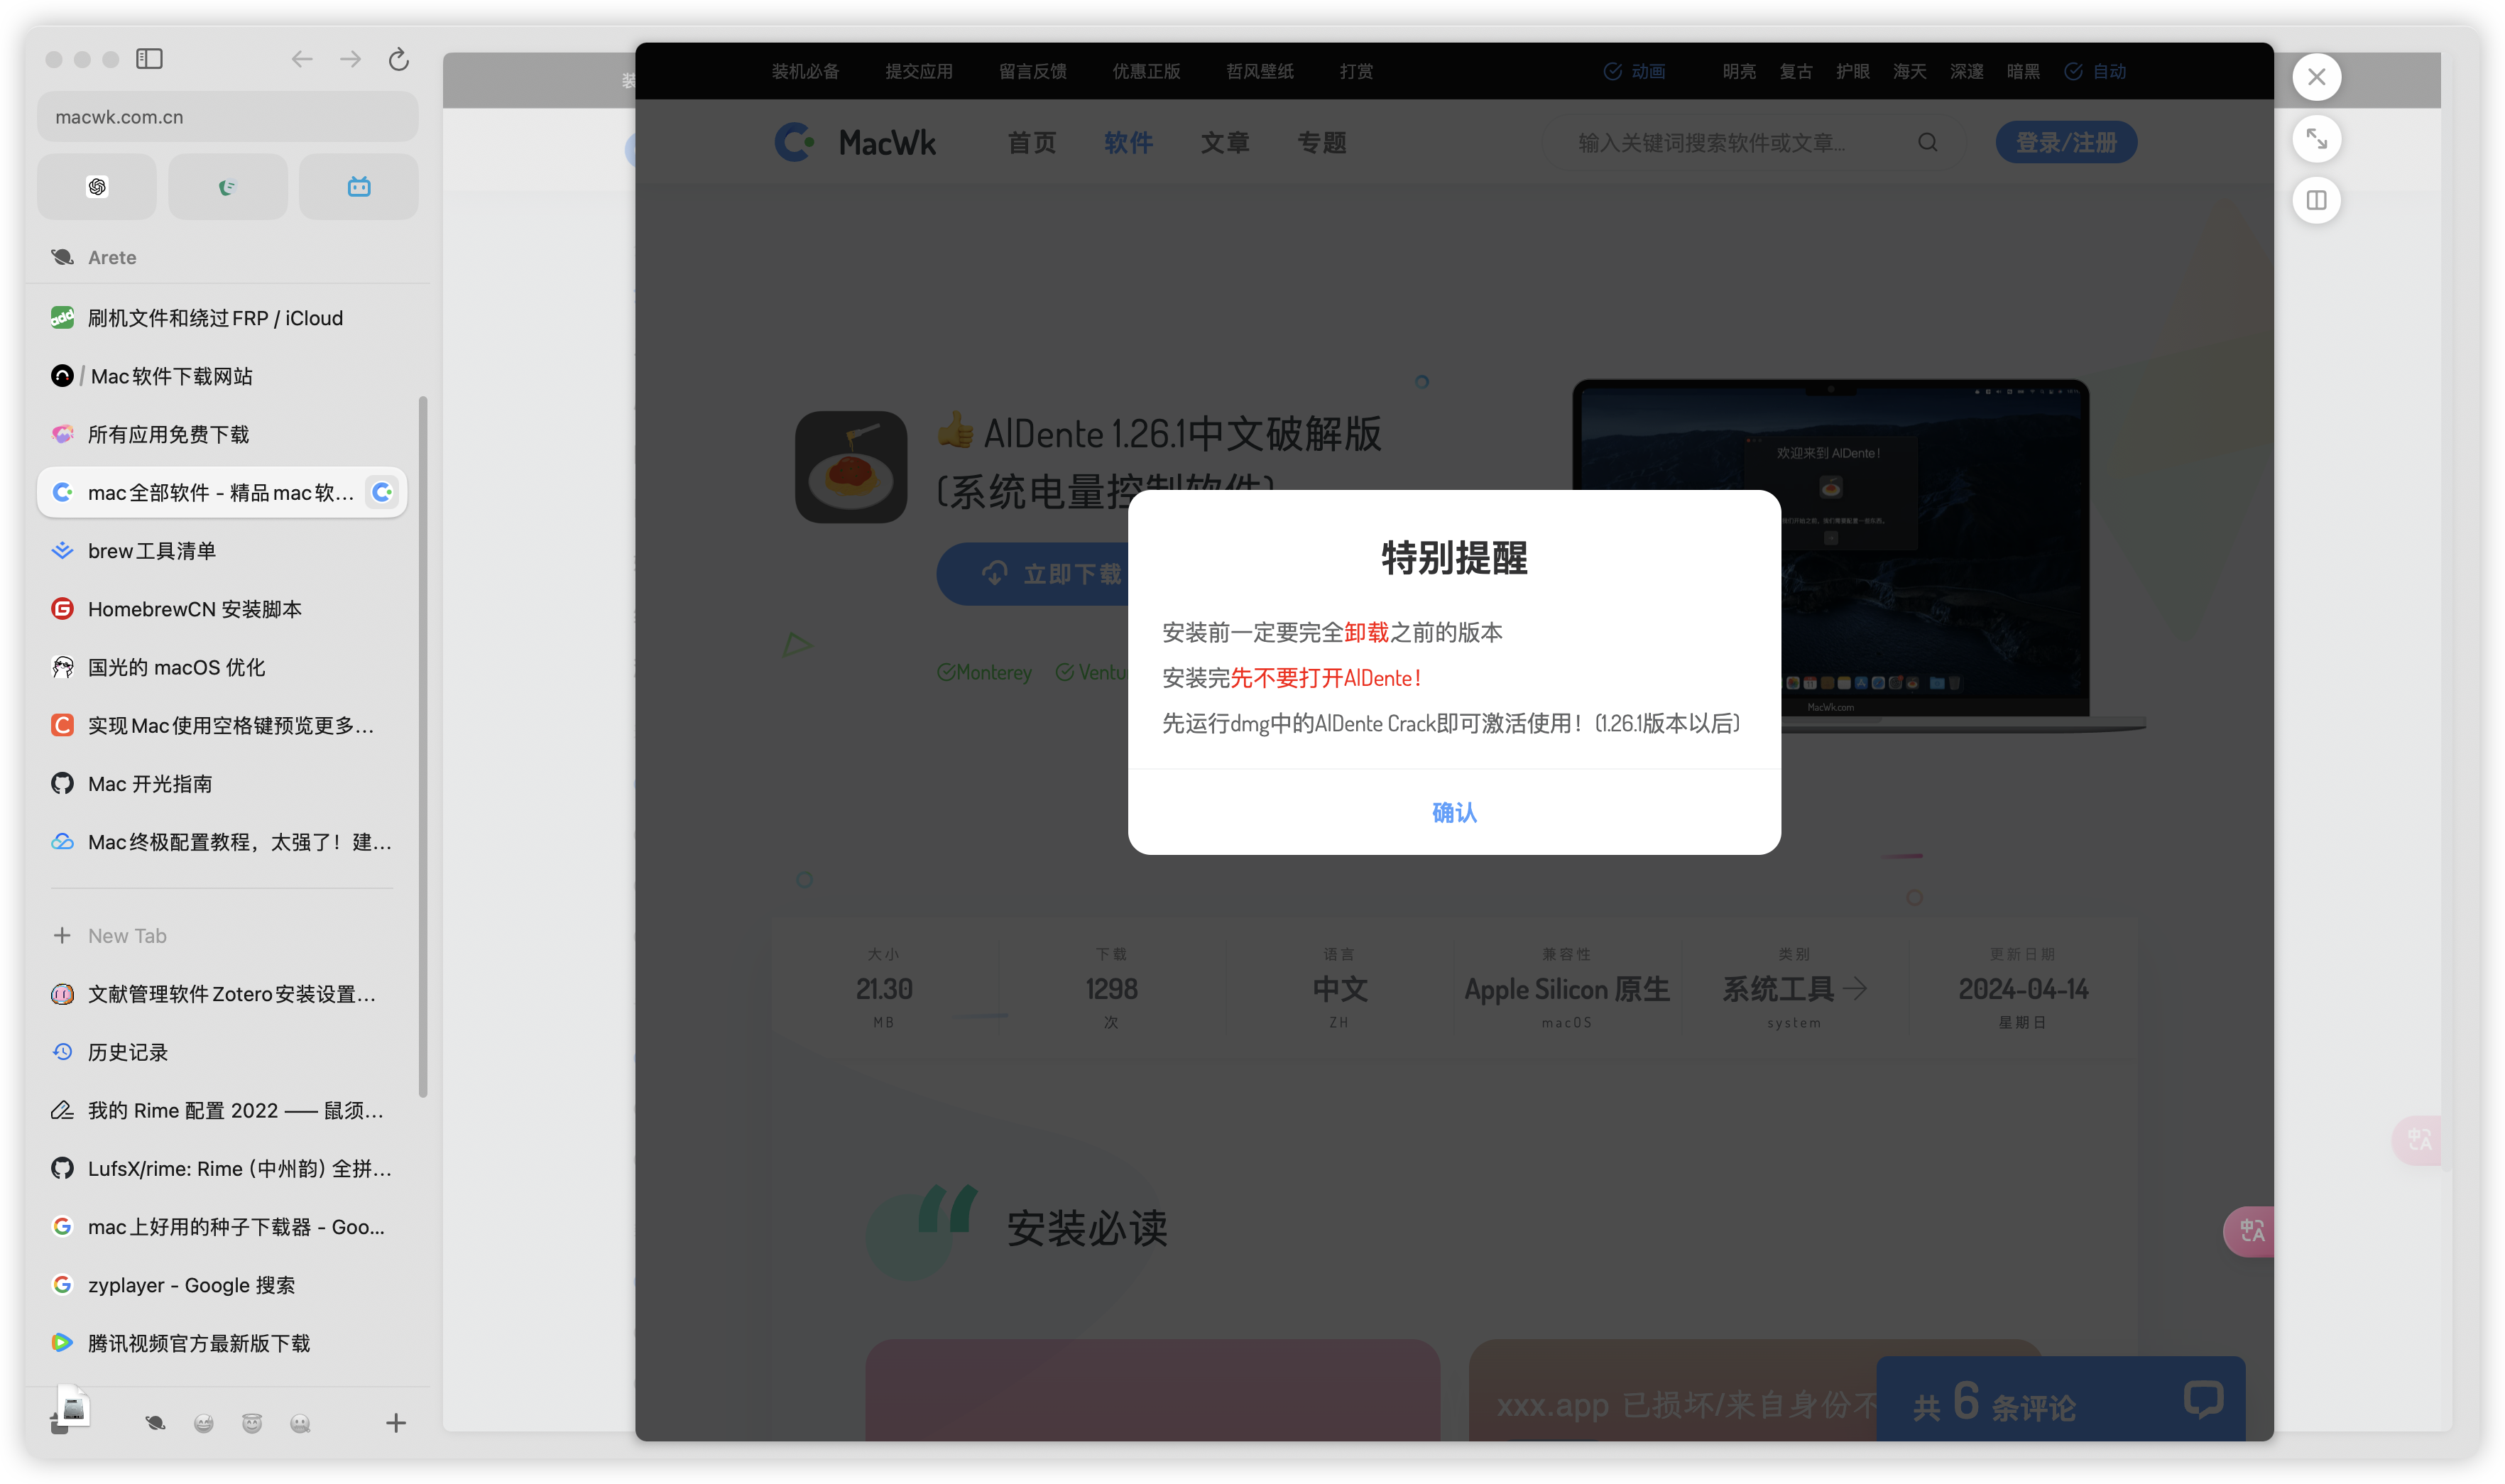 macwk.com.cn
Arete
刷机文件和绕过FRP / iCloud
/ Mac软件下载网站
所有应用免费下载
mac全部软件 - 精品mac软...
brew工具清单
HomebrewCN 安装脚本
国光的 macOS 优化
实现Mac使用空格键预览更多...
Mac 开光指南
Mac终极配置教程，太强了！建...
New Tab
文献管理软件Zotero安装设置...
历史记录
我的 Rime 配置 2022 —— 鼠须...
LufsX/rime: Rime（中州韵）全拼...
mac上好用的种子下载器 - Goo...
zyplayer - Google 搜索
腾讯视频官方最新版下载
装
装机必备 提交应用 留言反馈 优惠正版 哲风壁纸 打赏 动画 明亮 复古 护眼 海天 深邃 暗黑 自动
MacWk 首页 软件 文章 专题 输入关键词搜索软件或文章... 登录/注册
👍 AlDente 1.26.1中文破解版
(系统电量控制软件)
立即下载
Monterey Ventu
欢迎来到 AlDente！
MacWk.com
特别提醒
安装前一定要完全卸载之前的版本
安装完先不要打开AlDente！
先运行dmg中的AlDente Crack即可激活使用！(1.26.1版本以后)
确认
大小 下载 语言 兼容性 类别 更新日期
21.30 1298 中文 Apple Silicon 原生 系统工具 2024-04-14
MB 次 ZH macOS system 星期日
安装必读
xxx.app 已损坏/来自身份不
共 6 条评论